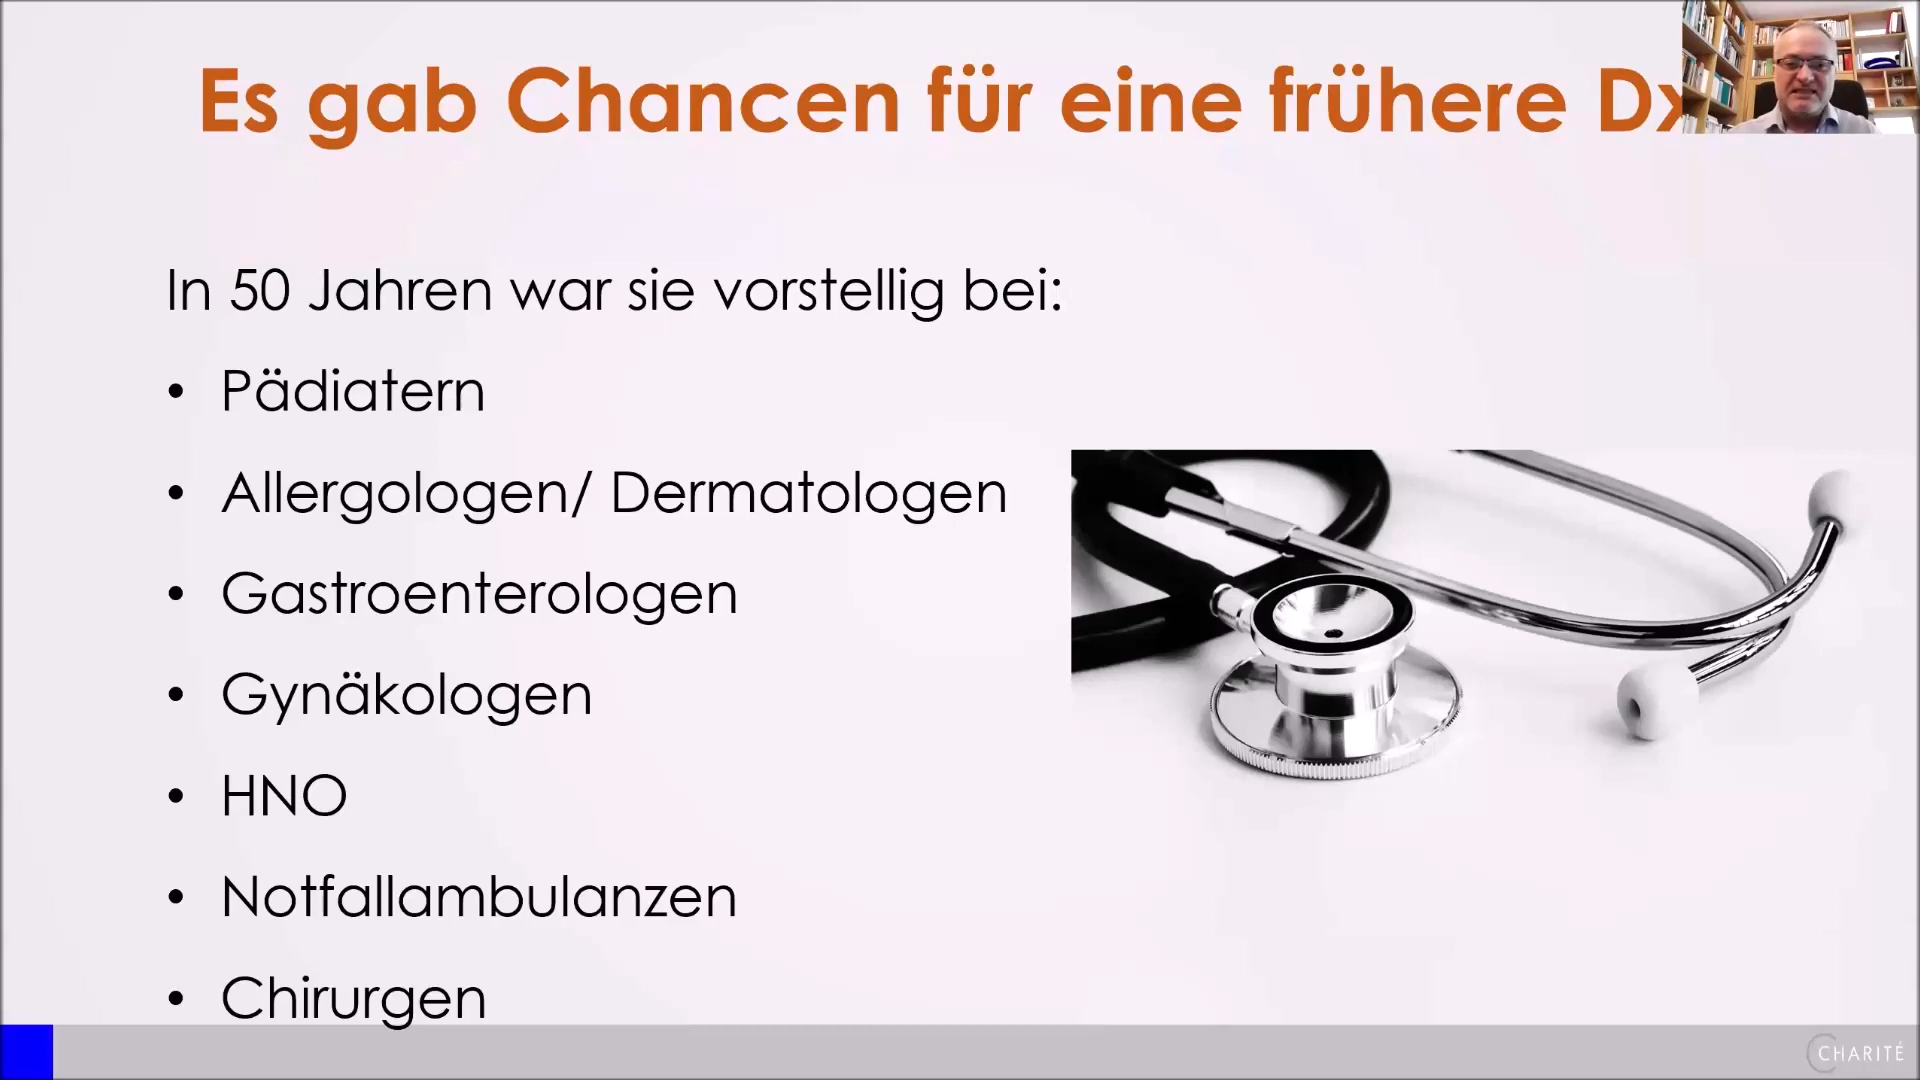 Es gab Chancen für eine frühere Dx
In 50 Jahren war sie vorstellig bei:
• Pädiatern
• Allergologen/ Dermatologen
• Gastroenterologen
• Gynäkologen
• HNO
• Notfallambulanzen
• Chirurgen
CHARITÉ